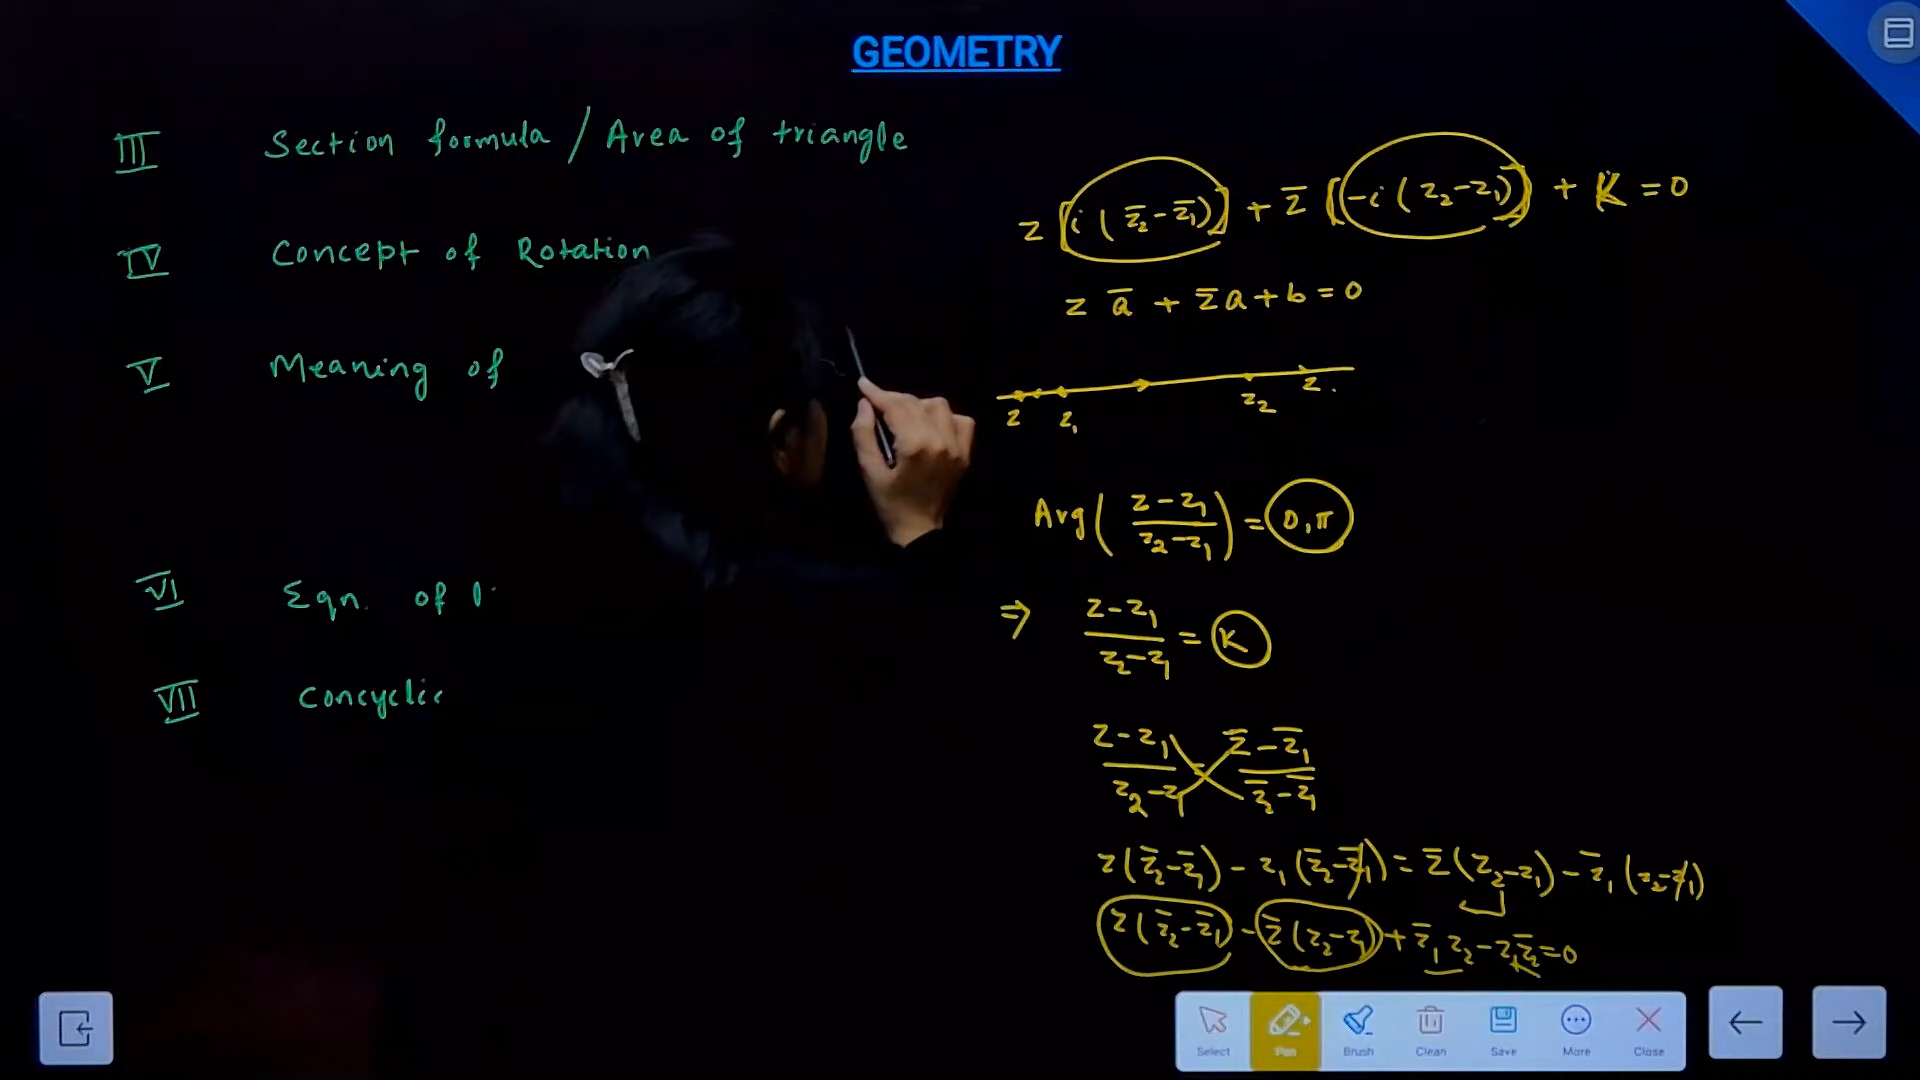 GEOMETRY
III Section formula / Area of triangle
IV Concept of Rotation
V Meaning of
VI Eqn. of
VII Concyclic
z [i(z̄₂-z̄₁)] + z̄ [-i(z₂-z₁)] + K = 0
z ā + z̄ a + b = 0
z z₁ z₂ z.
Arg((z-z₁)/(z₂-z₁)) = 0, π
⇒ (z-z₁)/(z₂-z₁) = K
(z-z₁)/(z₂-z₁) = (z̄-z̄₁)/(z̄₂-z̄₁)
z(z̄₂-z̄₁) - z₁(z̄₂-z̄₁) = z̄(z₂-z₁) - z̄₁(z₂-z₁)
z(z̄₂-z̄₁) - z̄(z₂-z₁) + z̄₁z₂ - z₁z̄₂ = 0
Select Pen Brush Clean Save More Close